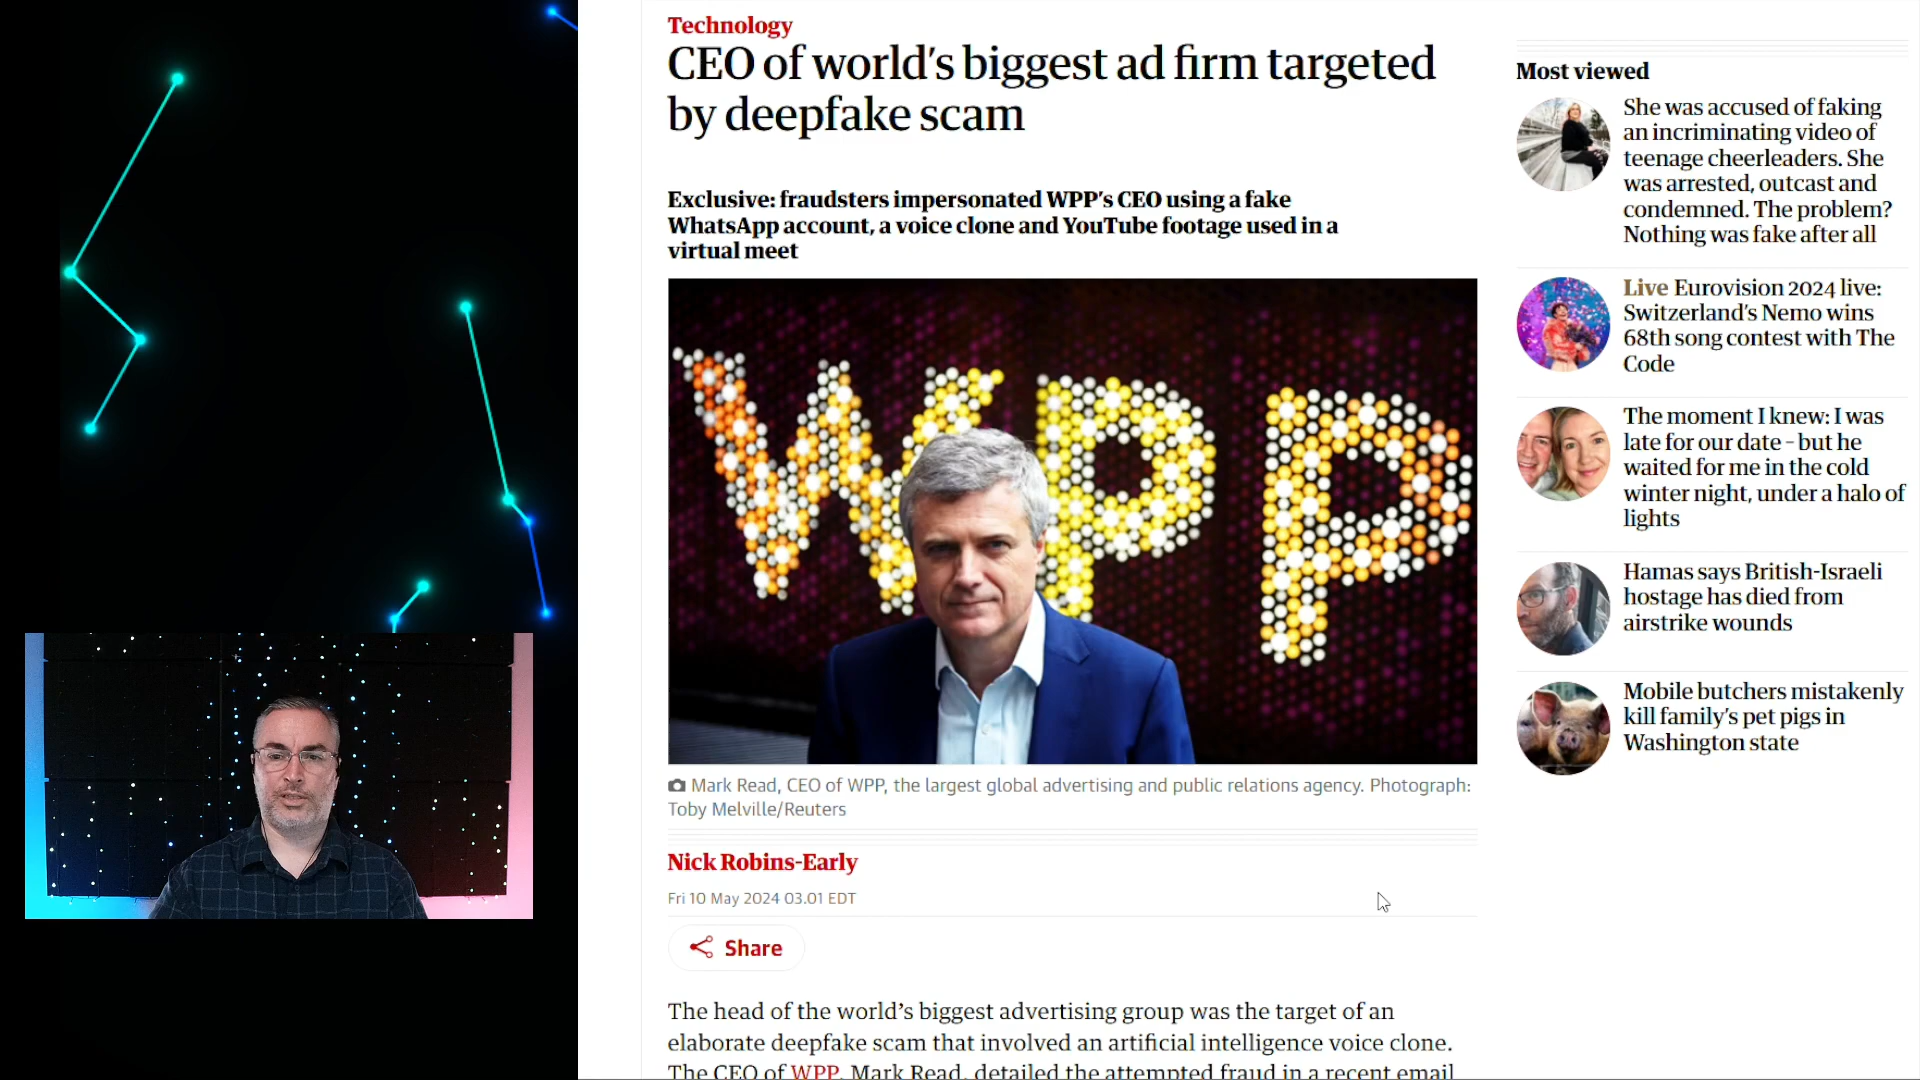 Technology
CEO of world's biggest ad firm targeted
by deepfake scam
Exclusive: fraudsters impersonated WPP's CEO using a fake
WhatsApp account, a voice clone and YouTube footage used in a
virtual meet
WPP
Mark Read, CEO of WPP, the largest global advertising and public relations agency. Photograph:
Toby Melville/Reuters
Nick Robins-Early
Fri 10 May 2024 03.01 EDT
Share
The head of the world's biggest advertising group was the target of an
elaborate deepfake scam that involved an artificial intelligence voice clone.
The CEO of WPP, Mark Read, detailed the attempted fraud in a recent email
Most viewed
She was accused of faking
an incriminating video of
teenage cheerleaders. She
was arrested, outcast and
condemned. The problem?
Nothing was fake after all
Live Eurovision 2024 live:
Switzerland's Nemo wins
68th song contest with The
Code
The moment I knew: I was
late for our date – but he
waited for me in the cold
winter night, under a halo of
lights
Hamas says British-Israeli
hostage has died from
airstrike wounds
Mobile butchers mistakenly
kill family's pet pigs in
Washington state